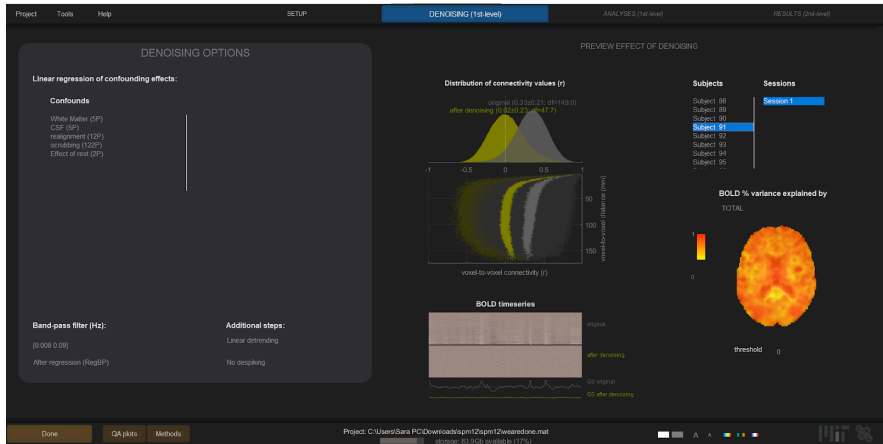 Project Tools Help SETUP DENOISING (1st-level) ANALYSES (1st-level) RESULTS (2nd-level)
DENOISING OPTIONS
Linear regression of confounding effects:
Confounds
White Matter (5P)
CSF (5P)
realignment (12P)
scrubbing (122P)
Effect of rest (2P)
Band-pass filter (Hz):
[0.008 0.09]
After regression (RegBP)
Additional steps:
Linear detrending
No despiking
PREVIEW EFFECT OF DENOISING
Distribution of connectivity values (r)
original (0.33±0.21; df=149.0)
after denoising (0.02±0.23; df=47.7)
-1 -0.5 0 0.5 1
50
100
150
voxel-to-voxel distance (mm)
voxel-to-voxel connectivity (r)
BOLD timeseries
original
after denoising
GS original
GS after denoising
Subjects
Subject 88
Subject 89
Subject 90
Subject 91
Subject 92
Subject 93
Subject 94
Subject 95
Sessions
Session 1
BOLD % variance explained by
TOTAL
1
0
threshold 0
Done QA plots Methods
Project: C:\Users\Sara PC\Downloads\spm12\spm12\wearedone.mat
storage: 83.9Gb available (17%)
A A
MIT